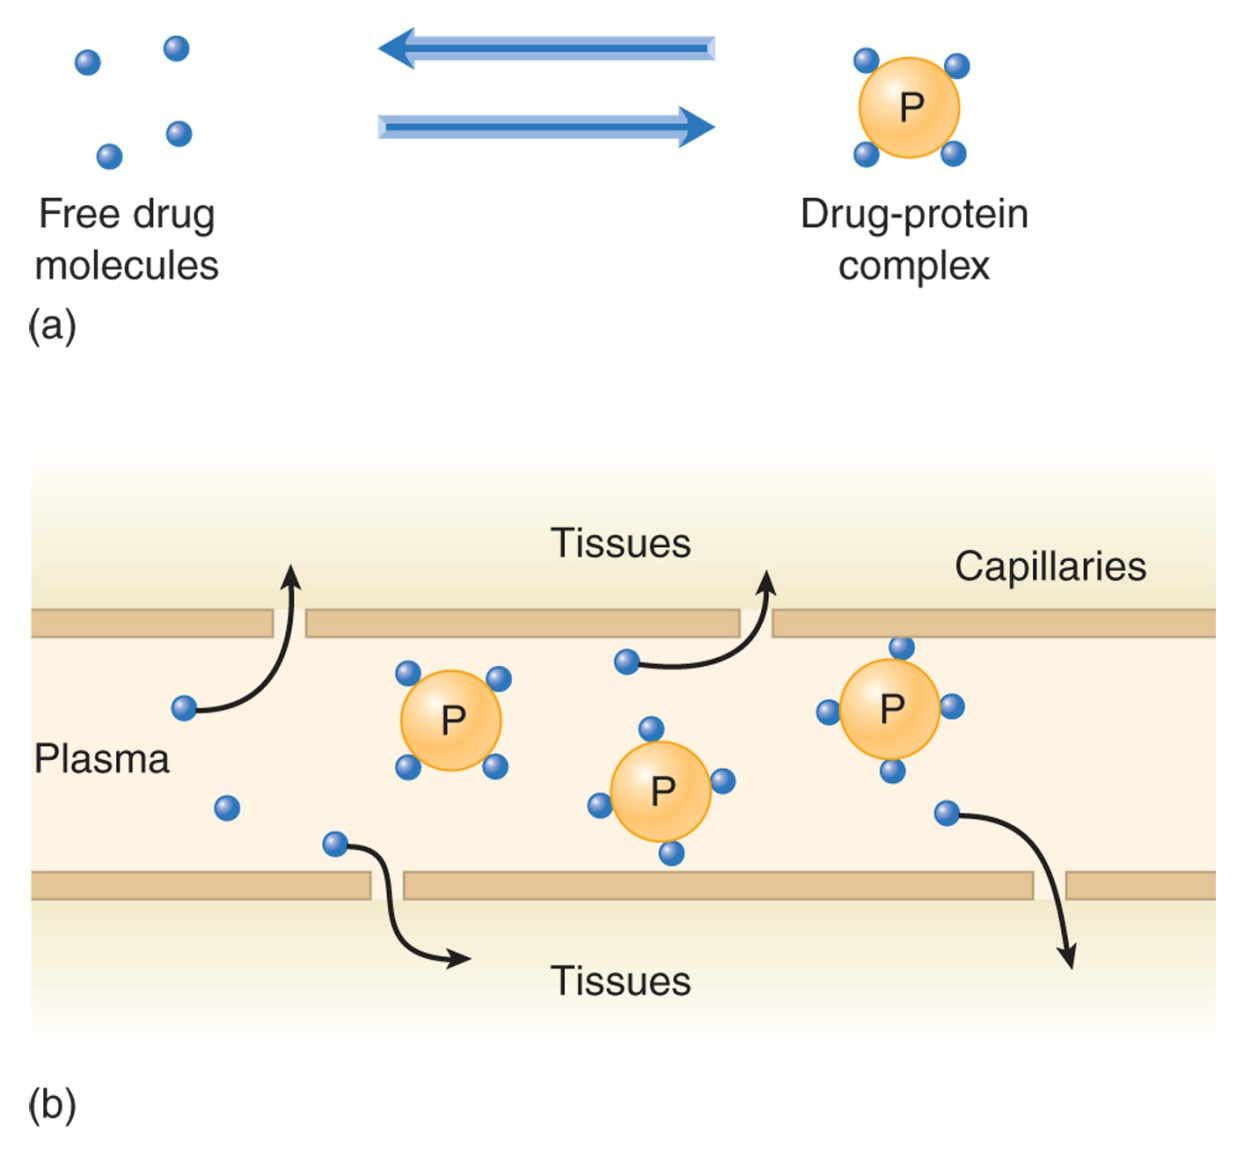 P
Free drug
molecules
Drug-protein
complex
(a)
Tissues
Capillaries
P
P
P
Plasma
Tissues
(b)